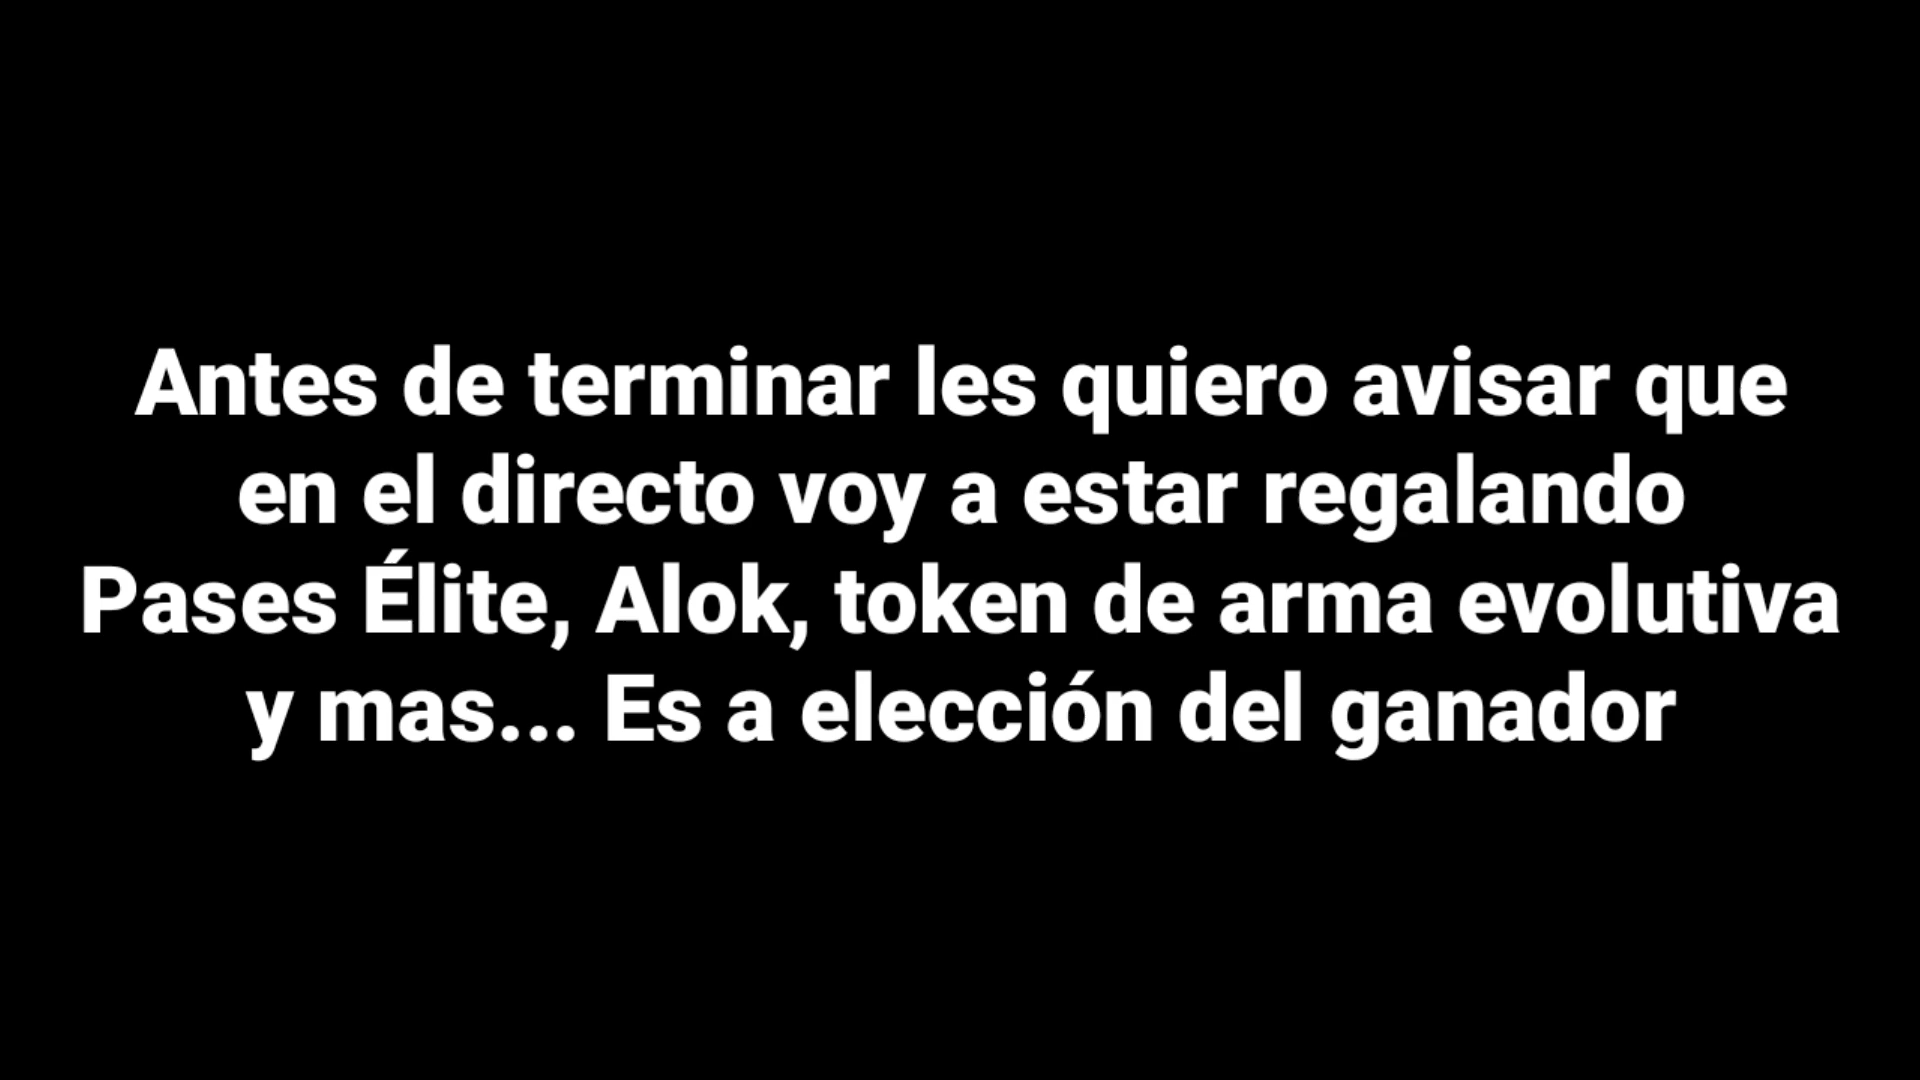 Antes de terminar les quiero avisar que
en el directo voy a estar regalando
Pases Élite, Alok, token de arma evolutiva
y mas... Es a elección del ganador